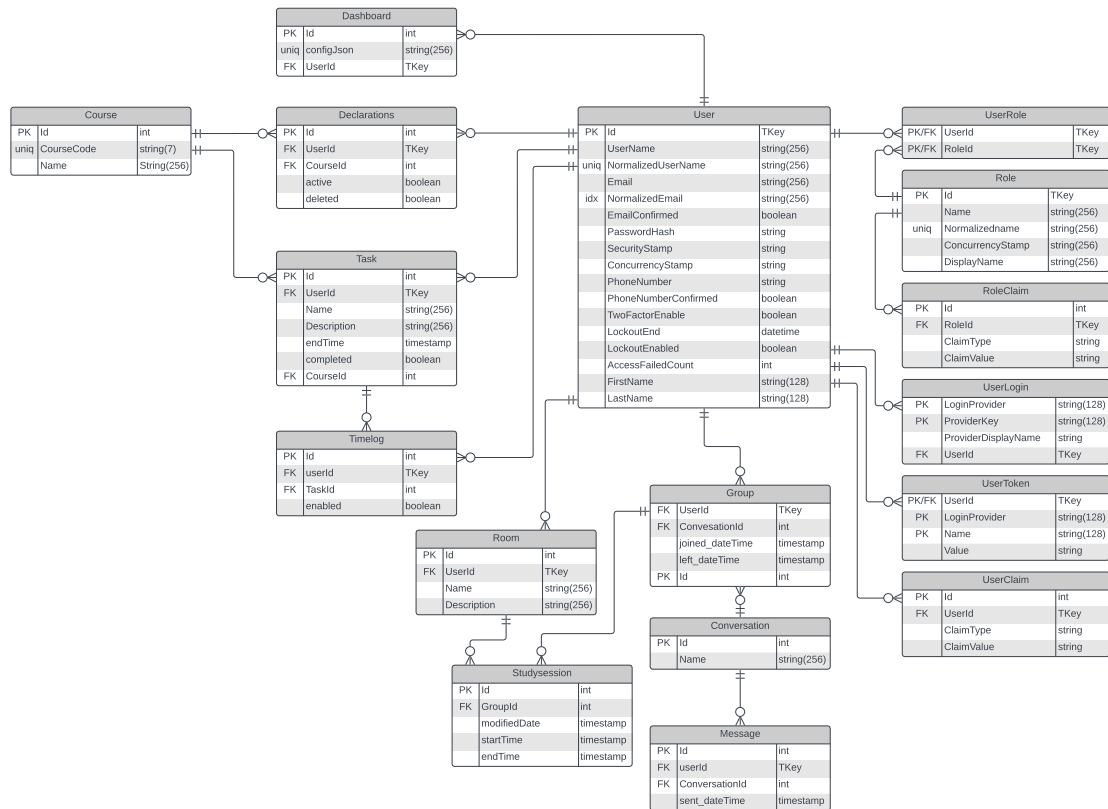 Dashboard
PK Id int
uniq configJson string(256)
FK UserId TKey
Course
PK Id int
uniq CourseCode string(7)
Name String(256)
Declarations
PK Id int
FK UserId TKey
FK CourseId int
active boolean
deleted boolean
User
PK Id TKey
UserName string(256)
uniq NormalizedUserName string(256)
Email string(256)
idx NormalizedEmail string(256)
EmailConfirmed boolean
PasswordHash string
SecurityStamp string
ConcurrencyStamp string
PhoneNumber string
PhoneNumberConfirmed boolean
TwoFactorEnable boolean
LockoutEnd datetime
LockoutEnabled boolean
AccessFailedCount int
FirstName string(128)
LastName string(128)
UserRole
PK/FK UserId TKey
PK/FK RoleId TKey
Role
PK Id TKey
Name string(256)
uniq Normalizedname string(256)
ConcurrencyStamp string(256)
DisplayName string(256)
Task
PK Id int
FK UserId TKey
Name string(256)
Description string(256)
endTime timestamp
completed boolean
FK CourseId int
RoleClaim
PK Id int
FK RoleId TKey
ClaimType string
ClaimValue string
UserLogin
PK LoginProvider string(128)
PK ProviderKey string(128)
ProviderDisplayName string
FK UserId TKey
Timelog
PK Id int
FK userId TKey
FK TaskId int
enabled boolean
UserToken
PK/FK UserId TKey
PK LoginProvider string(128)
PK Name string(128)
Value string
Group
FK UserId TKey
FK ConvesationId int
joined_dateTime timestamp
left_dateTime timestamp
PK Id int
Room
PK Id int
FK UserId TKey
Name string(256)
Description string(256)
UserClaim
PK Id int
FK UserId TKey
ClaimType string
ClaimValue string
Conversation
PK Id int
Name string(256)
Studysession
PK Id int
FK GroupId int
modifiedDate timestamp
startTime timestamp
endTime timestamp
Message
PK Id int
FK userId TKey
FK ConversationId int
sent_dateTime timestamp